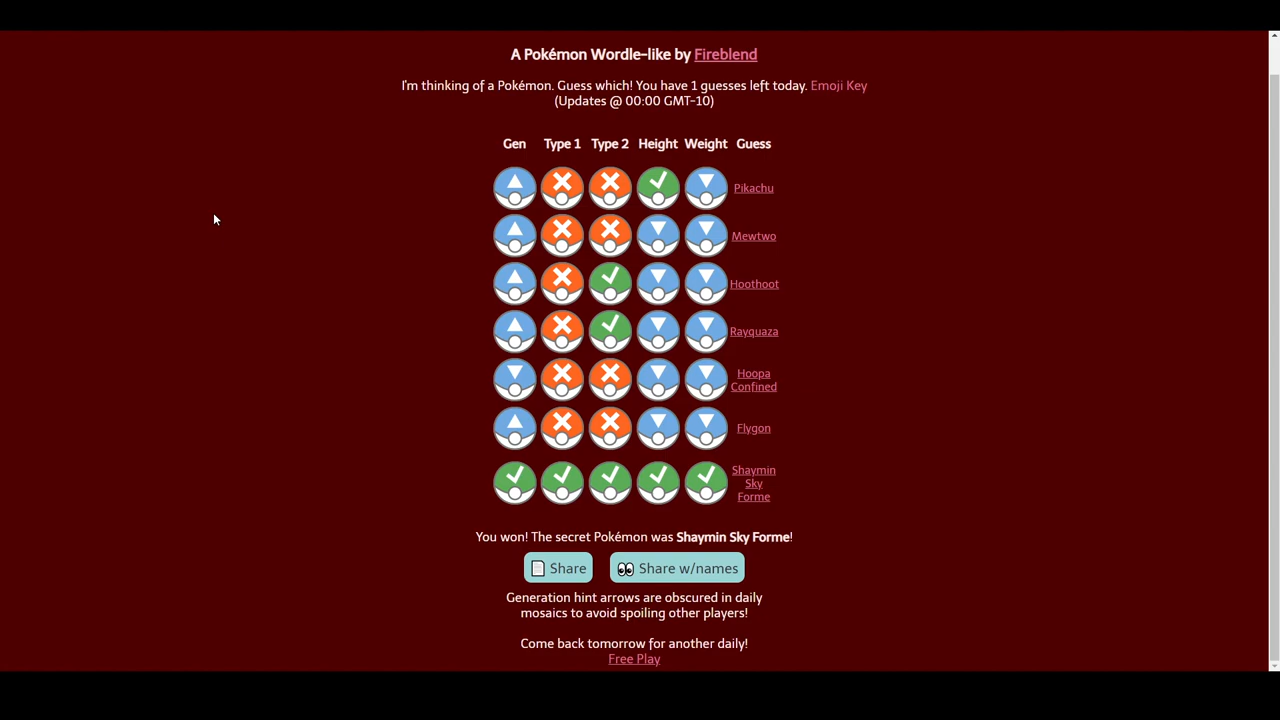 A Pokémon Wordle-like by Fireblend
I'm thinking of a Pokémon. Guess which! You have 1 guesses left today. Emoji Key
(Updates @ 00:00 GMT-10)
Gen Type 1 Type 2 Height Weight Guess
Pikachu
Mewtwo
Hoothoot
Rayquaza
Hoopa
Confined
Flygon
Shaymin
Sky
Forme
You won! The secret Pokémon was Shaymin Sky Forme!
Share Share w/names
Generation hint arrows are obscured in daily
mosaics to avoid spoiling other players!
Come back tomorrow for another daily!
Free Play